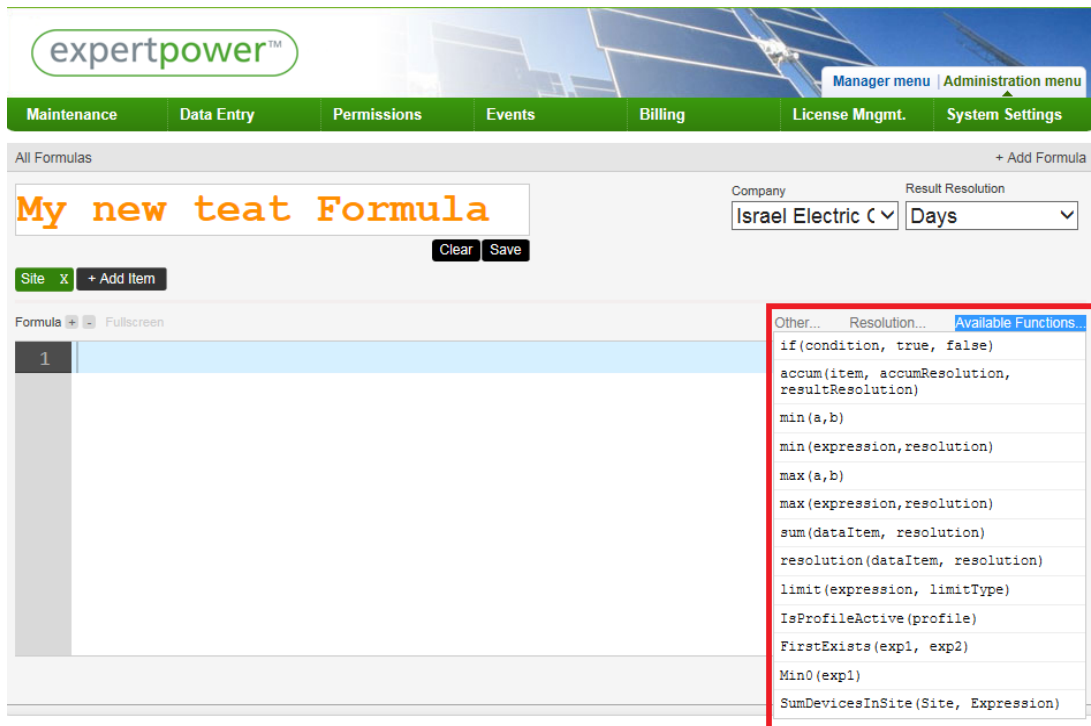 expertpower™
Manager menu | Administration menu
Maintenance Data Entry Permissions Events Billing License Mngmt. System Settings
All Formulas + Add Formula
My new teat Formula
Company Result Resolution
Israel Electric C Days
Clear Save
Site X + Add Item
Formula + - Fullscreen
Other... Resolution... Available Functions...
1
if(condition, true, false)
accum(item, accumResolution,
resultResolution)
min(a,b)
min(expression,resolution)
max(a,b)
max(expression,resolution)
sum(dataItem, resolution)
resolution(dataItem, resolution)
limit(expression, limitType)
IsProfileActive(profile)
FirstExists(exp1, exp2)
Min0(exp1)
SumDevicesInSite(Site, Expression)